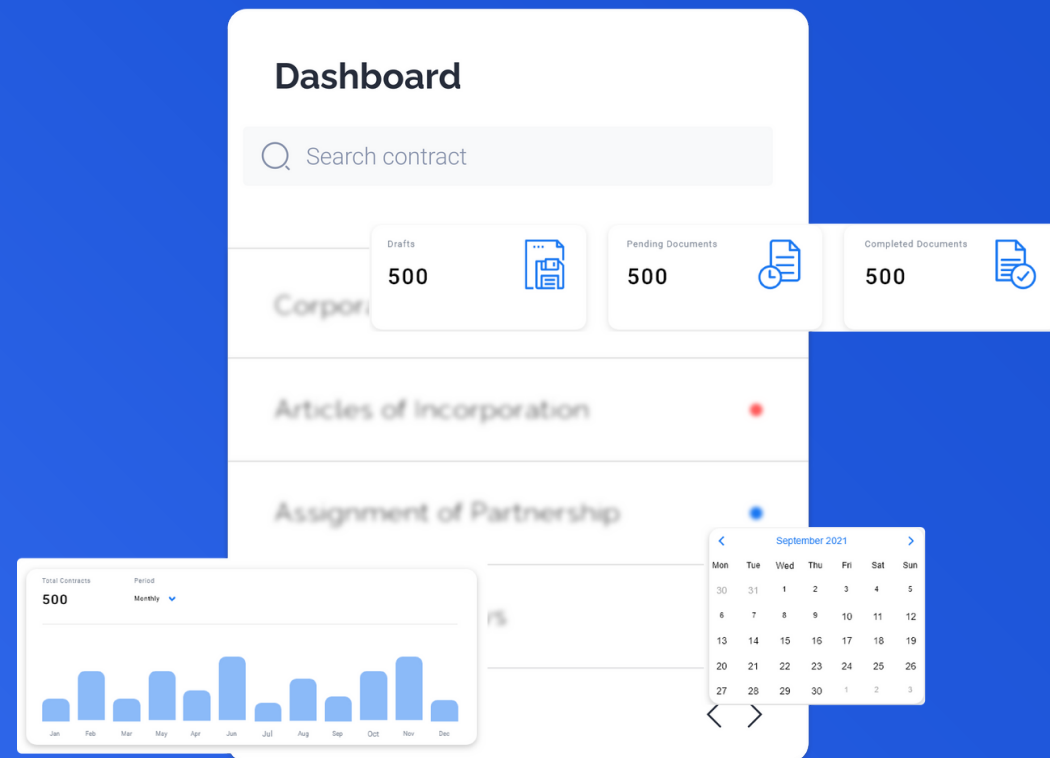 Dashboard
Search contract
Drafts
500
Pending Documents
500
Completed Documents
500
Articles of Incorporation
Assignment of Partnership
Total Contracts
500
Period
Monthly
Jan Feb Mar May Apr Jun Jul Aug Sep Oct Nov Dec
September 2021
Mon Tue Wed Thu Fri Sat Sun
30 31 1 2 3 4 5
6 7 8 9 10 11 12
13 14 15 16 17 18 19
20 21 22 23 24 25 26
27 28 29 30 1 2 3